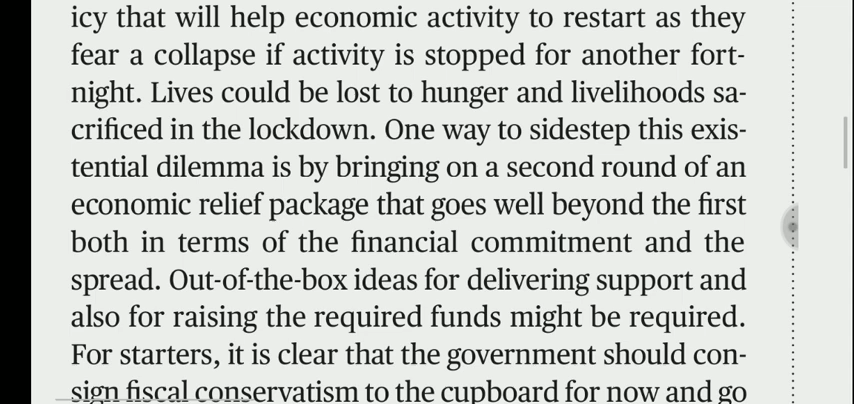 icy that will help economic activity to restart as they
fear a collapse if activity is stopped for another fort-
night. Lives could be lost to hunger and livelihoods sa-
crificed in the lockdown. One way to sidestep this exis-
tential dilemma is by bringing on a second round of an
economic relief package that goes well beyond the first
both in terms of the financial commitment and the
spread. Out-of-the-box ideas for delivering support and
also for raising the required funds might be required.
For starters, it is clear that the government should con-
sign fiscal conservatism to the cupboard for now and go